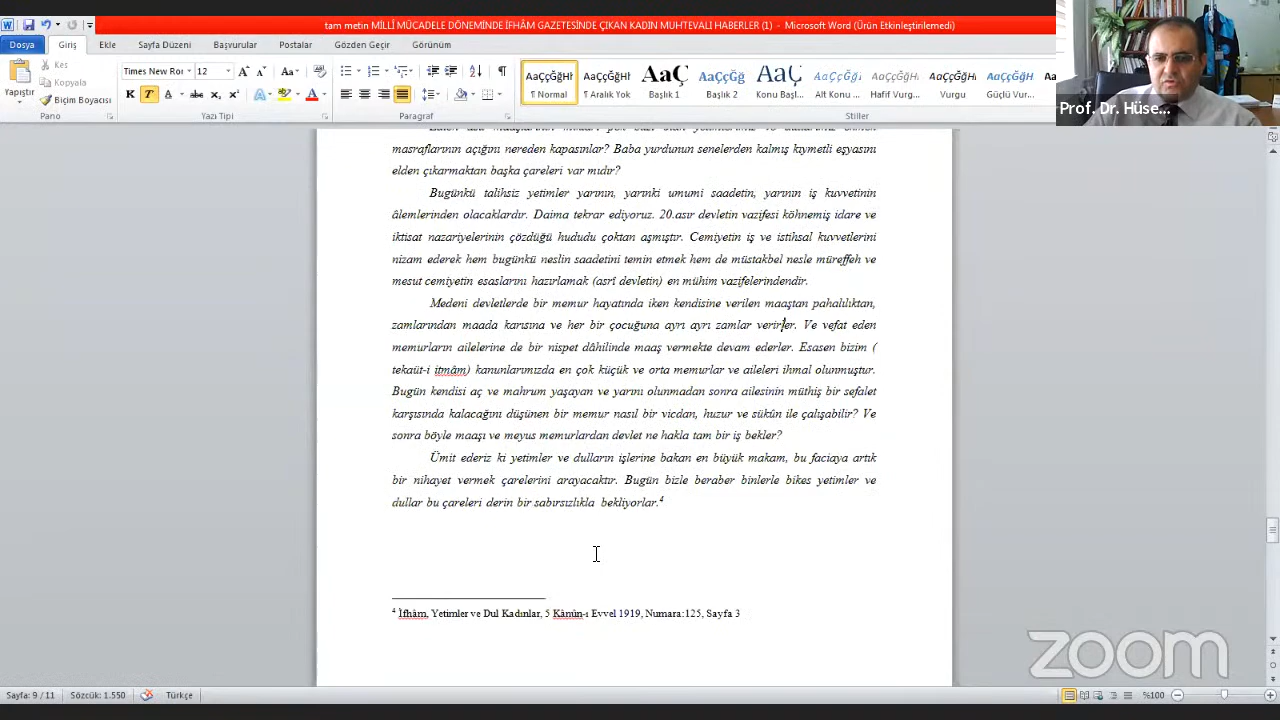 tam metin MİLLÎ MÜCADELE DÖNEMİNDE İFHÂM GAZETESİNDE ÇIKAN KADIN MUHTEVALI HABERLER (1) - Microsoft Word (Ürün Etkinleştirilemedi)
Dosya Giriş Ekle Sayfa Düzeni Başvurular Postalar Gözden Geçir Görünüm
Yapıştır
Kes
Kopyala
Biçim Boyacısı
Times New Ro 12
AaÇçĞğHl AaÇçĞğHl AaÇ AaÇçĞğ AaÇ AaÇçĞğH AaÇçĞğH AaÇçĞğH AaÇçĞğH
¶ Normal ¶ Aralık Yok Başlık 1 Başlık 2 Konu Başl... Alt Konu ... Hafif Vurg... Vurgu Güçlü Vur...
Pano Yazı Tipi Paragraf Stiller
Prof. Dr. Hüse...
masraflarının açığını nereden kapasınlar? Baba yurdunun senelerden kalmış kıymetli eşyasını
elden çıkarmaktan başka çareleri var mıdır?
Bugünkü talihsiz yetimler yarının, yarınki umumi saadetin, yarının iş kuvvetinin
âlemlerinden olacaklardır. Daima tekrar ediyoruz. 20.asır devletin vazifesi köhnemiş idare ve
iktisat nazariyelerinin çözdüğü hududu çoktan aşmıştır. Cemiyetin iş ve istihsal kuvvetlerini
nizam ederek hem bugünkü neslin saadetini temin etmek hem de müstakbel nesle müreffeh ve
mesut cemiyetin esaslarını hazırlamak (asrî devletin) en mühim vazifelerindendir.
Medeni devletlerde bir memur hayatında iken kendisine verilen maaştan pahalılıktan,
zamlarından maada karısına ve her bir çocuğuna ayrı ayrı zamlar verirler. Ve vefat eden
memurların ailelerine de bir nispet dâhilinde maaş vermekte devam ederler. Esasen bizim (
tekaüt-i itmâm) kanunlarımızda en çok küçük ve orta memurlar ve aileleri ihmal olunmuştur.
Bugün kendisi aç ve mahrum yaşayan ve yarını olunmadan sonra ailesinin müthiş bir sefalet
karşısında kalacağını düşünen bir memur nasıl bir vicdan, huzur ve sükûn ile çalışabilir? Ve
sonra böyle maaşı ve meyus memurlardan devlet ne hakla tam bir iş bekler?
Ümit ederiz ki yetimler ve dulların işlerine bakan en büyük makam, bu faciaya artık
bir nihayet vermek çarelerini arayacaktır. Bugün bizle beraber binlerle bikes yetimler ve
dullar bu çareleri derin bir sabırsızlıkla bekliyorlar.4
4 İfhâm, Yetimler ve Dul Kadınlar, 5 Kânûn-ı Evvel 1919, Numara:125, Sayfa 3
zoom
Sayfa: 9 / 11 Sözcük: 1.550 Türkçe %100